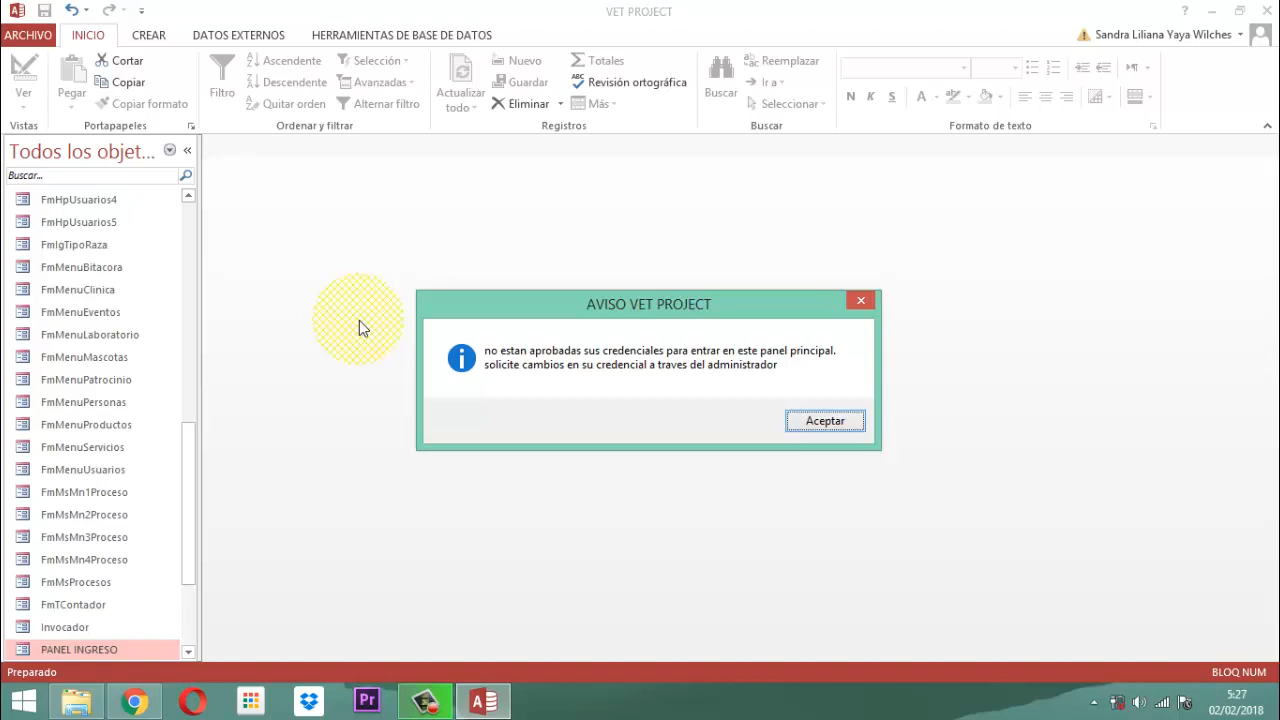 VET PROJECT
?
ARCHIVO INICIO CREAR DATOS EXTERNOS HERRAMIENTAS DE BASE DE DATOS Sandra Liliana Yaya Wilches
Ver
Vistas
Pegar
Cortar
Copiar
Copiar formato
Portapapeles
Filtro
Ascendente
Descendente
Quitar orden
Selección
Avanzadas
Alternar filtro
Ordenar y filtrar
Actualizar
todo
Nuevo
Guardar
Eliminar
Totales
Revisión ortográfica
Más
Registros
Buscar
Reemplazar
Ir a
Seleccionar
Buscar
N K S A
Formato de texto
Todos los objet... «
Buscar...
FmHpUsuarios4
FmHpUsuarios5
FmIgTipoRaza
FmMenuBitacora
FmMenuClinica
FmMenuEventos
FmMenuLaboratorio
FmMenuMascotas
FmMenuPatrocinio
FmMenuPersonas
FmMenuProductos
FmMenuServicios
FmMenuUsuarios
FmMsMn1Proceso
FmMsMn2Proceso
FmMsMn3Proceso
FmMsMn4Proceso
FmMsProcesos
FmTContador
Invocador
PANEL INGRESO
AVISO VET PROJECT
no estan aprobadas sus credenciales para entrar en este panel principal.
solicite cambios en su credencial a traves del administrador
Aceptar
Preparado BLOQ NUM
Pr
5:27
02/02/2018